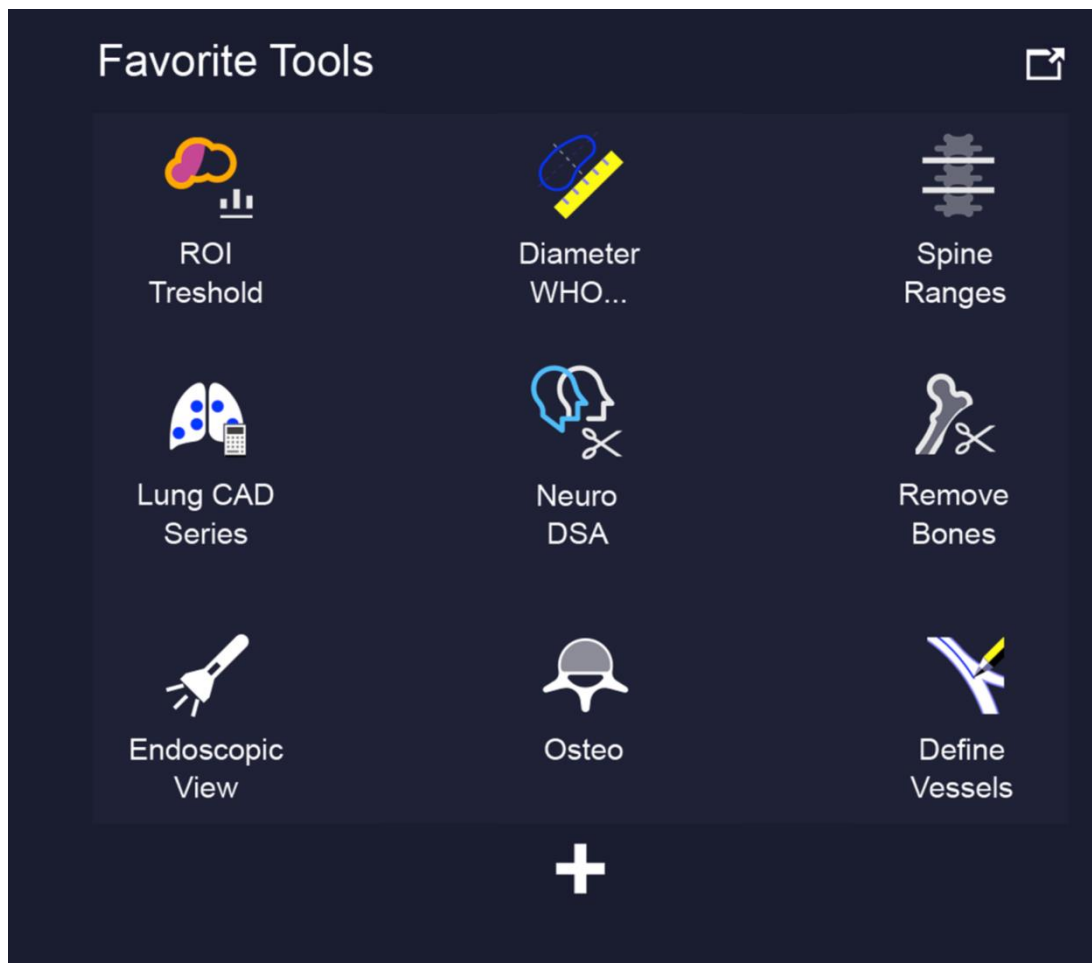 Favorite Tools
ROI
Treshold
Diameter
WHO...
Spine
Ranges
Lung CAD
Series
Neuro
DSA
Remove
Bones
Endoscopic
View
Osteo
Define
Vessels